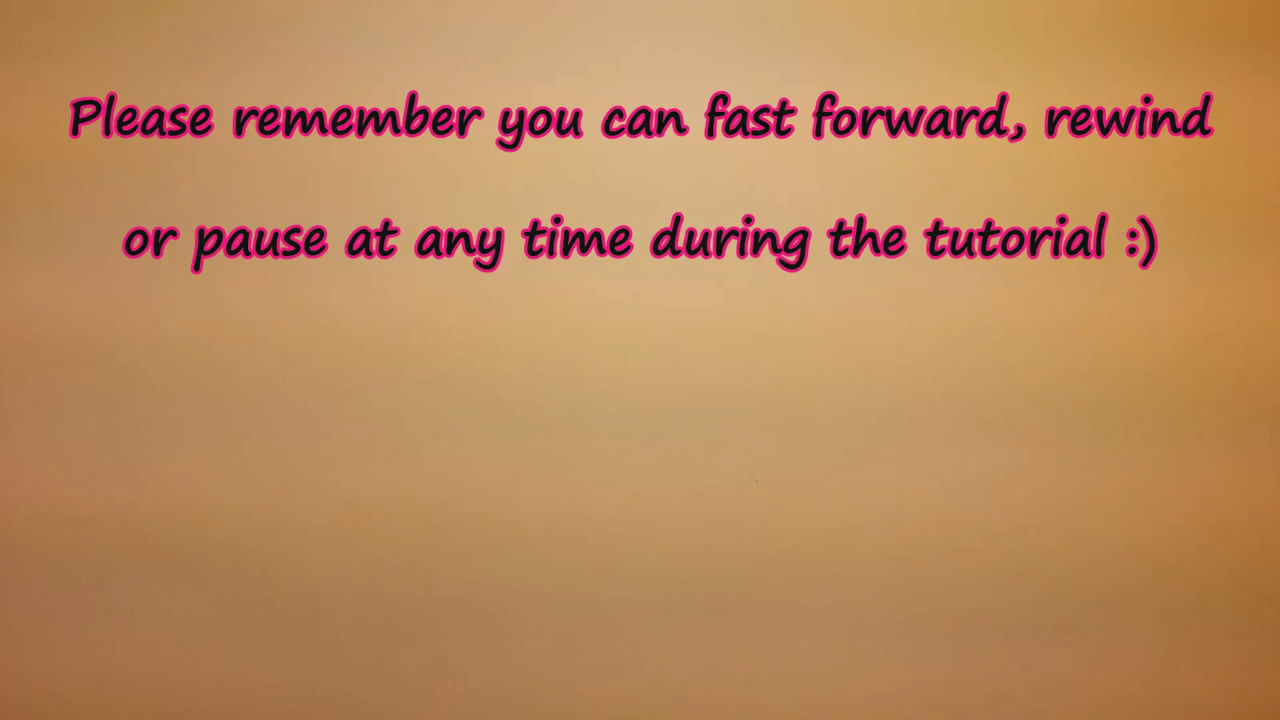 Please remember you can fast forward, rewind
or pause at any time during the tutorial :)